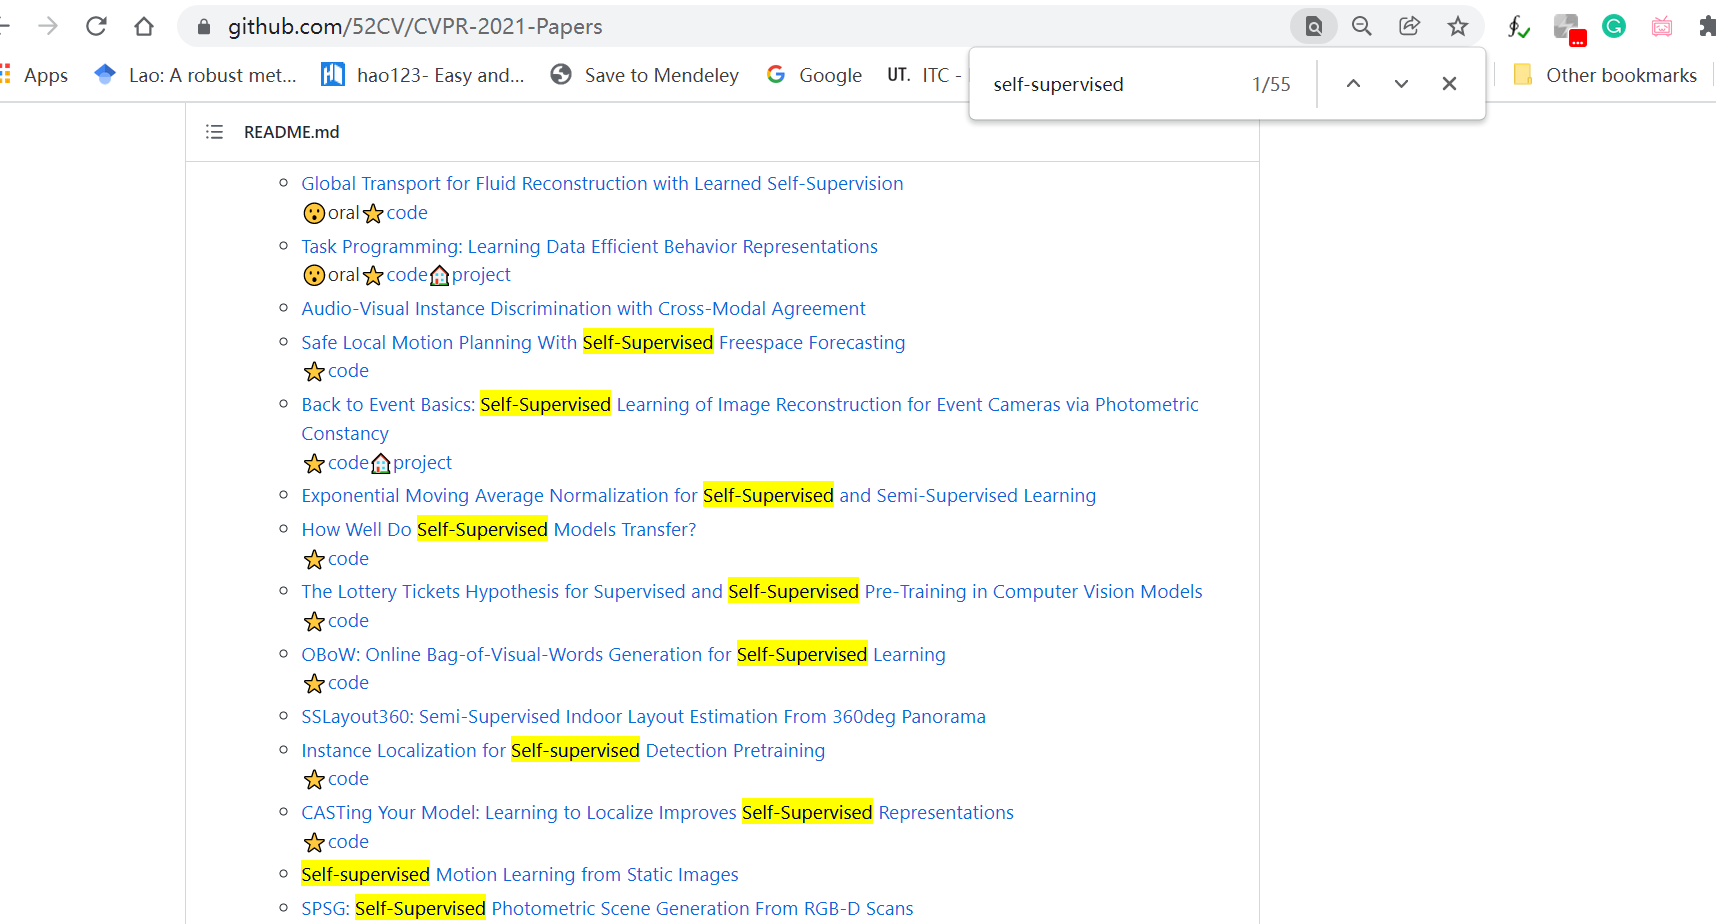 github.com/52CV/CVPR-2021-Papers
Apps Lao: A robust met... hao123- Easy and... Save to Mendeley Google UT. ITC - Other bookmarks
self-supervised 1/55
README.md
Global Transport for Fluid Reconstruction with Learned Self-Supervision
oral code
Task Programming: Learning Data Efficient Behavior Representations
oral code project
Audio-Visual Instance Discrimination with Cross-Modal Agreement
Safe Local Motion Planning With Self-Supervised Freespace Forecasting
code
Back to Event Basics: Self-Supervised Learning of Image Reconstruction for Event Cameras via Photometric
Constancy
code project
Exponential Moving Average Normalization for Self-Supervised and Semi-Supervised Learning
How Well Do Self-Supervised Models Transfer?
code
The Lottery Tickets Hypothesis for Supervised and Self-Supervised Pre-Training in Computer Vision Models
code
OBoW: Online Bag-of-Visual-Words Generation for Self-Supervised Learning
code
SSLayout360: Semi-Supervised Indoor Layout Estimation From 360deg Panorama
Instance Localization for Self-supervised Detection Pretraining
code
CASTing Your Model: Learning to Localize Improves Self-Supervised Representations
code
Self-supervised Motion Learning from Static Images
SPSG: Self-Supervised Photometric Scene Generation From RGB-D Scans